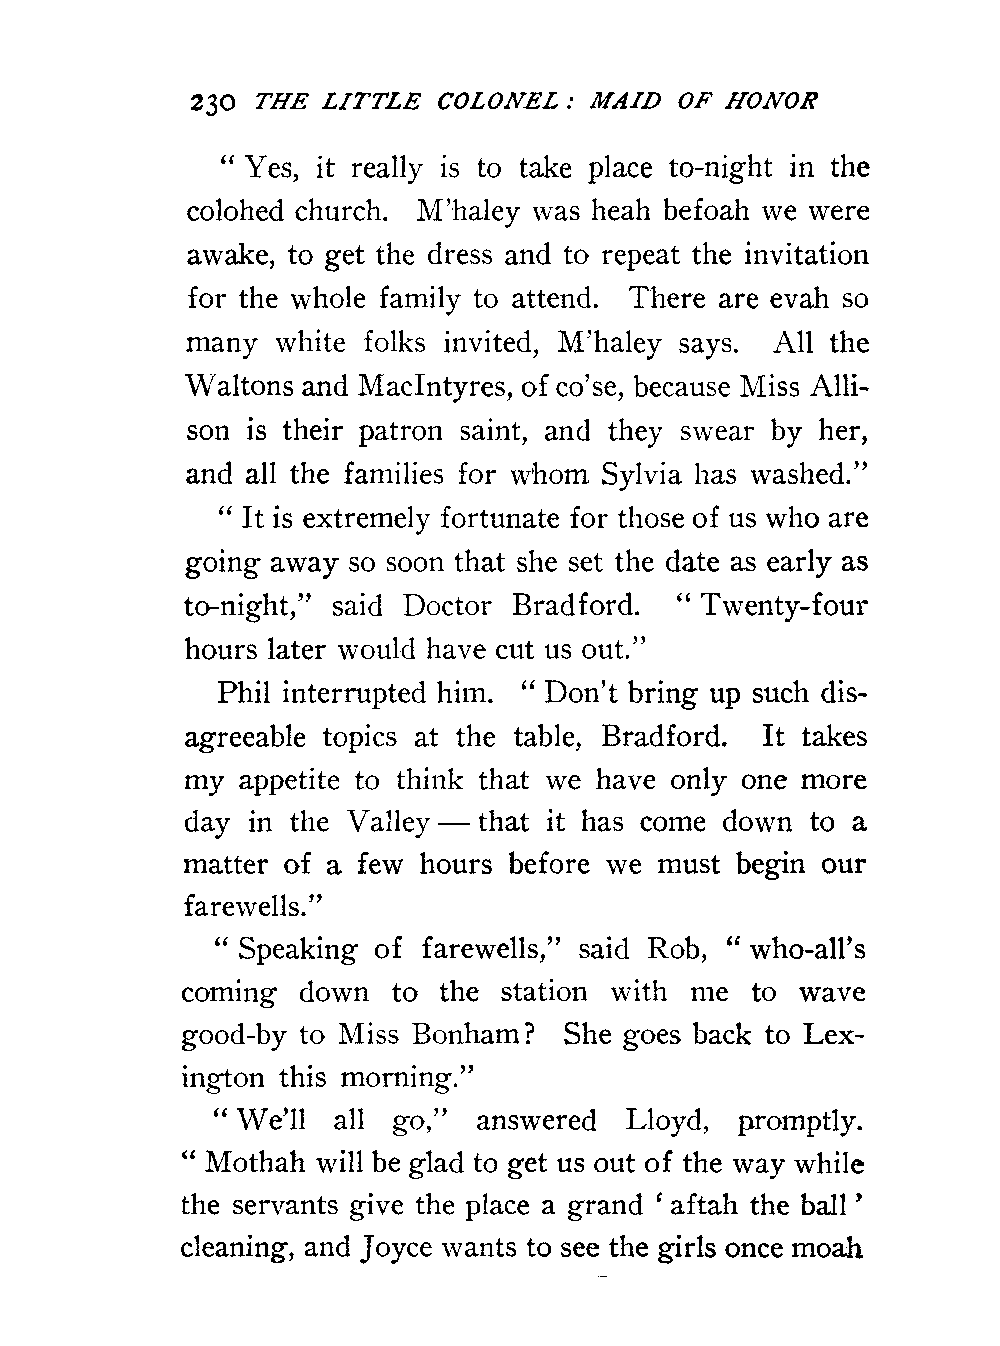 230 THE LITTLE COLONEL: MAID OF HONOR
“ Yes, it really is to take place to-night in the
colohed church. M’haley was heah befoah we were
awake, to get the dress and to repeat the invitation
for the whole family to attend. There are evah so
many white folks invited, M’haley says. All the
Waltons and MacIntyres, of co’se, because Miss Alli-
son is their patron saint, and they swear by her,
and all the families for whom Sylvia has washed.”
“ It is extremely fortunate for those of us who are
going away so soon that she set the date as early as
to-night,” said Doctor Bradford. “ Twenty-four
hours later would have cut us out.”
Phil interrupted him. “ Don’t bring up such dis-
agreeable topics at the table, Bradford. It takes
my appetite to think that we have only one more
day in the Valley — that it has come down to a
matter of a few hours before we must begin our
farewells.”
“ Speaking of farewells,” said Rob, “ who-all’s
coming down to the station with me to wave
good-by to Miss Bonham? She goes back to Lex-
ington this morning.”
“ We’ll all go,” answered Lloyd, promptly.
“ Mothah will be glad to get us out of the way while
the servants give the place a grand ‘ aftah the ball ’
cleaning, and Joyce wants to see the girls once moah